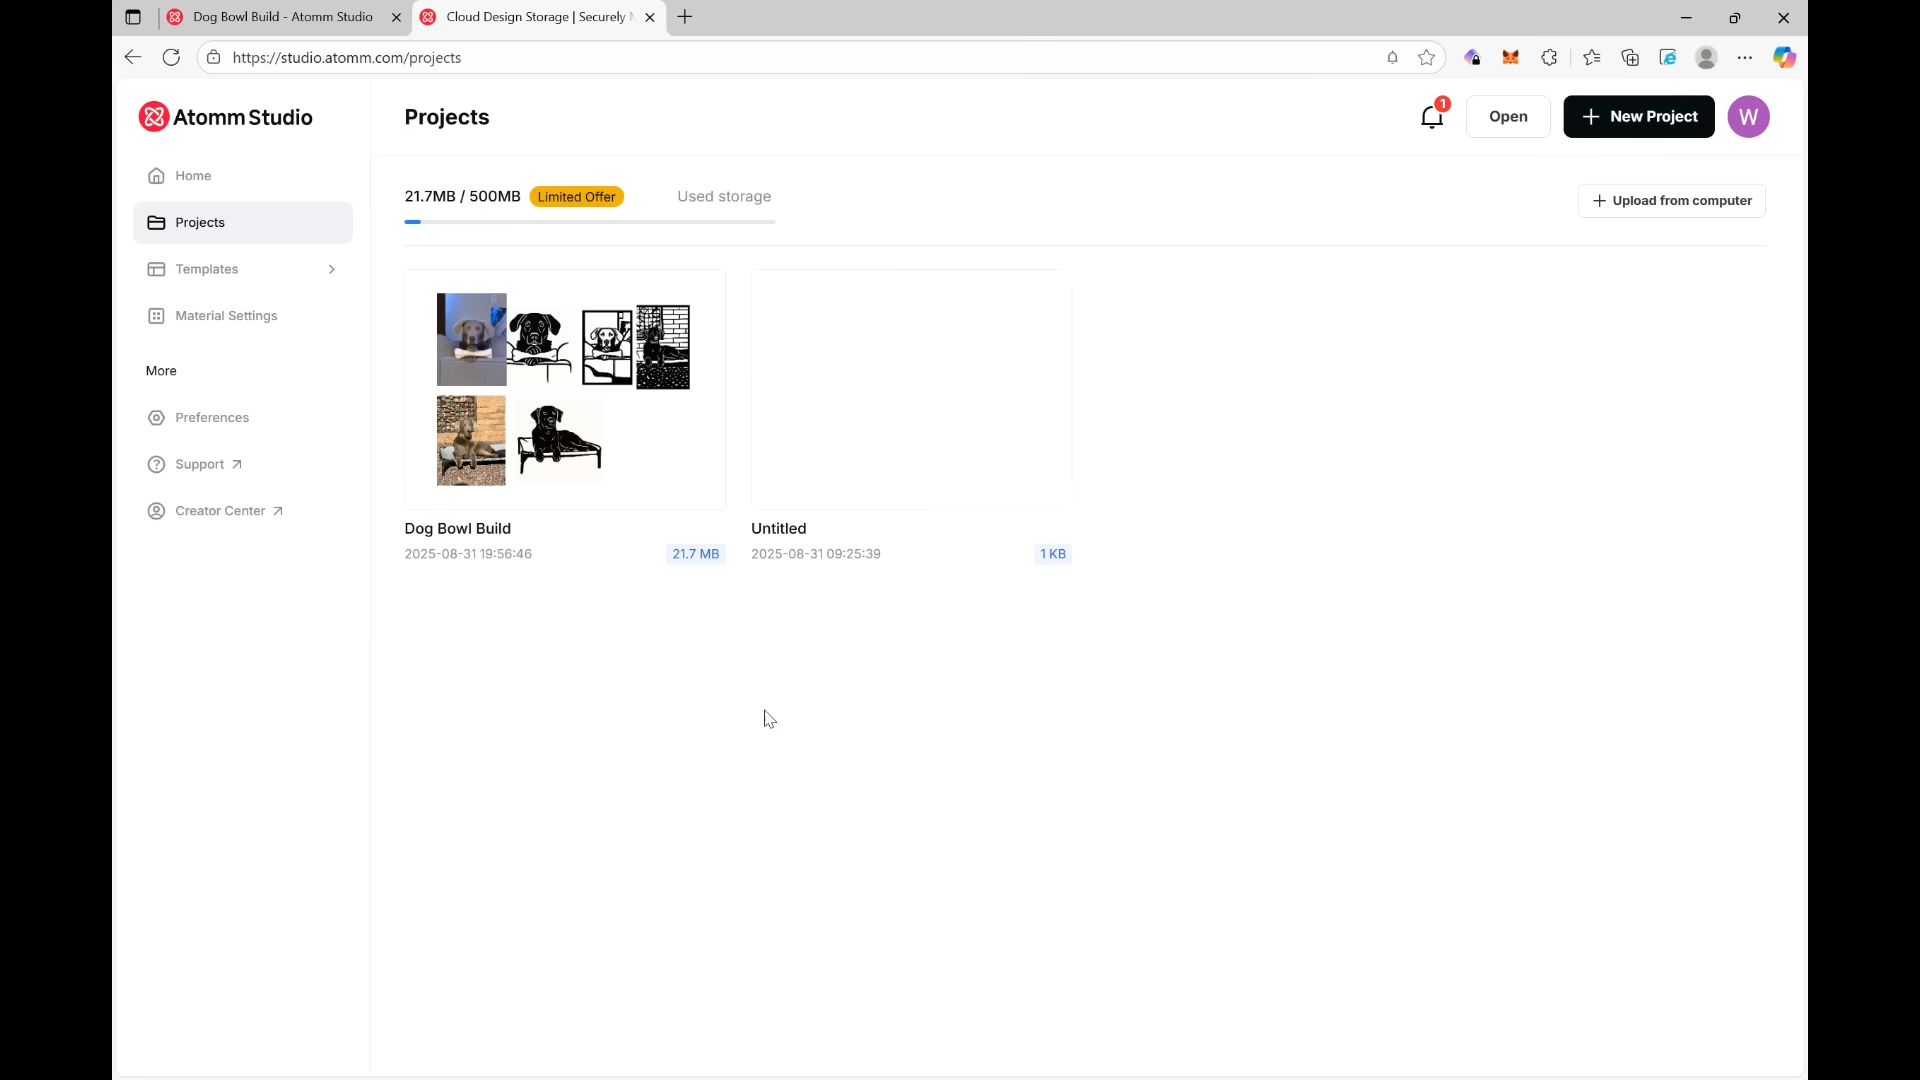 Dog Bowl Build - Atomm Studio
Cloud Design Storage | Securely
https://studio.atomm.com/projects
Atomm Studio
Projects
1
Open
New Project
W
Home
Projects
Templates
Material Settings
More
Preferences
Support
Creator Center
21.7MB / 500MB
Limited Offer
Used storage
Upload from computer
Dog Bowl Build
2025-08-31 19:56:46
21.7 MB
Untitled
2025-08-31 09:25:39
1 KB